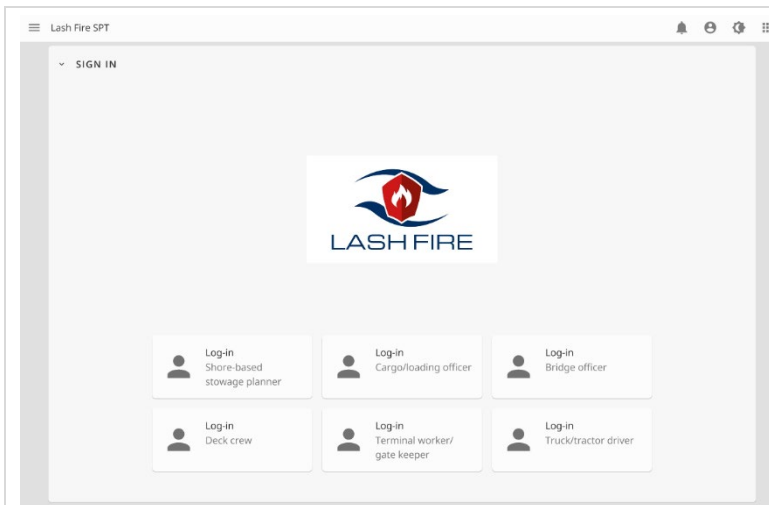 Lash Fire SPT
SIGN IN
LASH FIRE
Log-in
Shore-based
stowage planner
Log-in
Cargo/loading officer
Log-in
Bridge officer
Log-in
Deck crew
Log-in
Terminal worker/
gate keeper
Log-in
Truck/tractor driver